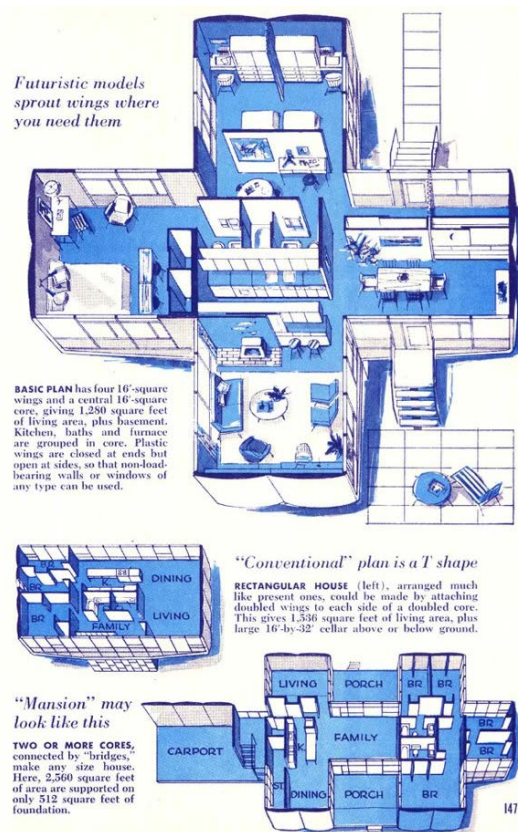 Futuristic models
sprout wings where
you need them
BASIC PLAN has four 16'-square
wings and a central 16'-square
core, giving 1,280 square feet
of living area, plus basement.
Kitchen, baths and furnace
are grouped in core. Plastic
wings are closed at ends but
open at sides, so that non-load-
bearing walls or windows of
any type can be used.
BR
BR
BR
K
DINING
LIVING
FAMILY
"Conventional" plan is a T shape
RECTANGULAR HOUSE (left), arranged much
like present ones, could be made by attaching
doubled wings to each side of a doubled core.
This gives 1,536 square feet of living area, plus
large 16'-by-32' cellar above or below ground.
"Mansion" may
look like this
TWO OR MORE CORES,
connected by "bridges,"
make any size house.
Here, 2,560 square feet
of area are supported on
only 512 square feet of
foundation.
LIVING
PORCH
BR
BR
CARPORT
K
FAMILY
BR
BR
ST
DINING
PORCH
BR
147